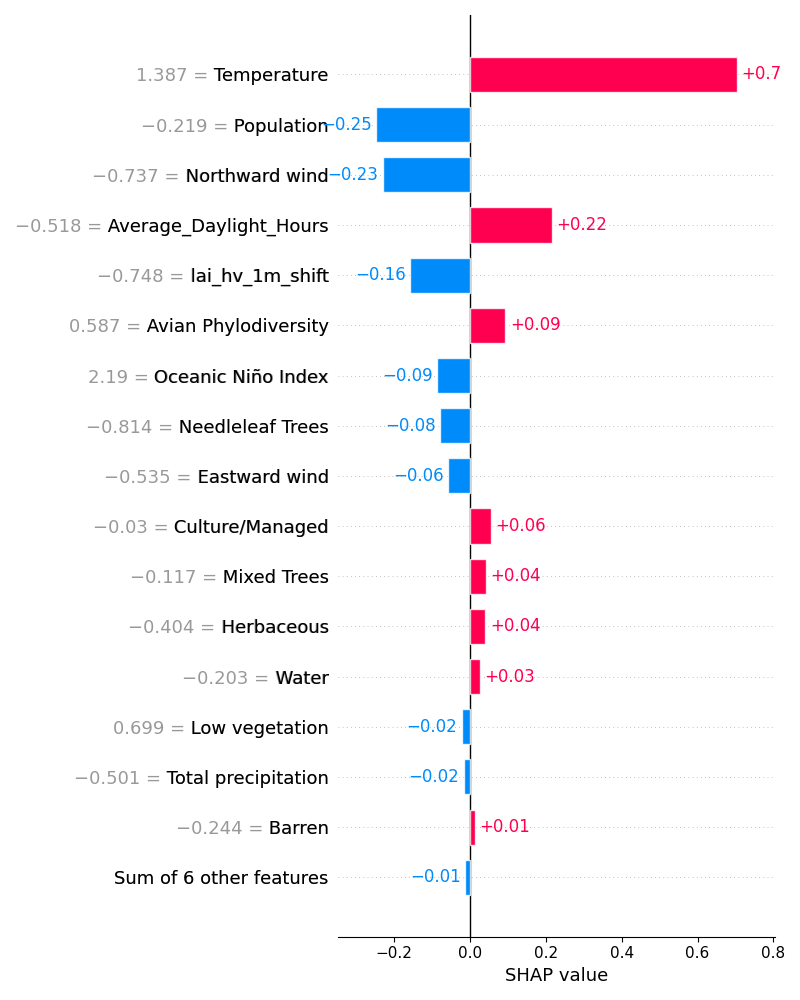 1.387 = Temperature +0.7
−0.219 = Population −0.25
−0.737 = Northward wind −0.23
−0.518 = Average_Daylight_Hours +0.22
−0.748 = lai_hv_1m_shift −0.16
0.587 = Avian Phylodiversity +0.09
2.19 = Oceanic Niño Index −0.09
−0.814 = Needleleaf Trees −0.08
−0.535 = Eastward wind −0.06
−0.03 = Culture/Managed +0.06
−0.117 = Mixed Trees +0.04
−0.404 = Herbaceous +0.04
−0.203 = Water +0.03
0.699 = Low vegetation −0.02
−0.501 = Total precipitation −0.02
−0.244 = Barren +0.01
Sum of 6 other features −0.01
−0.2 0.0 0.2 0.4 0.6 0.8
SHAP value